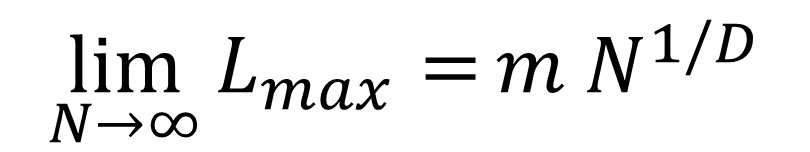 lim N→∞ L_max = m N^{1/D}